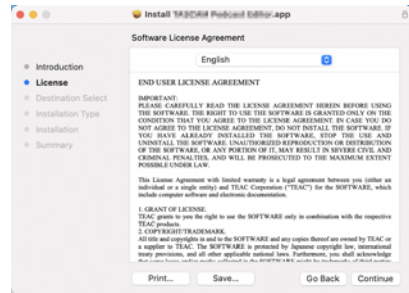 Install TASCAM Podcast Editor.app
Software License Agreement
English
Introduction
License
Destination Select
Installation Type
Installation
Summary
END USER LICENSE AGREEMENT
IMPORTANT:
PLEASE CAREFULLY READ THE LICENSE AGREEMENT HEREIN BEFORE USING
THE SOFTWARE. THE RIGHT TO USE THE SOFTWARE IS GRANTED ONLY ON THE
CONDITION THAT YOU AGREE TO THE LICENSE AGREEMENT. IN CASE YOU DO
NOT AGREE TO THE LICENSE AGREEMENT, DO NOT INSTALL THE SOFTWARE. IF
YOU HAVE ALREADY INSTALLED THE SOFTWARE, STOP THE USE AND
UNINSTALL THE SOFTWARE. UNAUTHORIZED REPRODUCTION OR DISTRIBUTION
OF THE SOFTWARE, OR ANY PORTION OF IT, MAY RESULT IN SEVERE CIVIL AND
CRIMINAL PENALTIES, AND WILL BE PROSECUTED TO THE MAXIMUM EXTENT
POSSIBLE UNDER LAW.
This License Agreement with limited warranty is a legal agreement between you (either an
individual or a single entity) and TEAC Corporation ("TEAC") for the SOFTWARE, which
include computer software and electronic documentation.
1. GRANT OF LICENSE.
TEAC grants to you the right to use the SOFTWARE only in combination with the respective
TEAC products.
2. COPYRIGHT/TRADEMARK.
All title and copyrights in and to the SOFTWARE and any copies thereof are owned by TEAC or
a supplier to TEAC. The SOFTWARE is protected by Japanese copyright law, international
treaty provisions, and all other applicable national laws. Furthermore, you shall acknowledge
Print...
Save...
Go Back
Continue